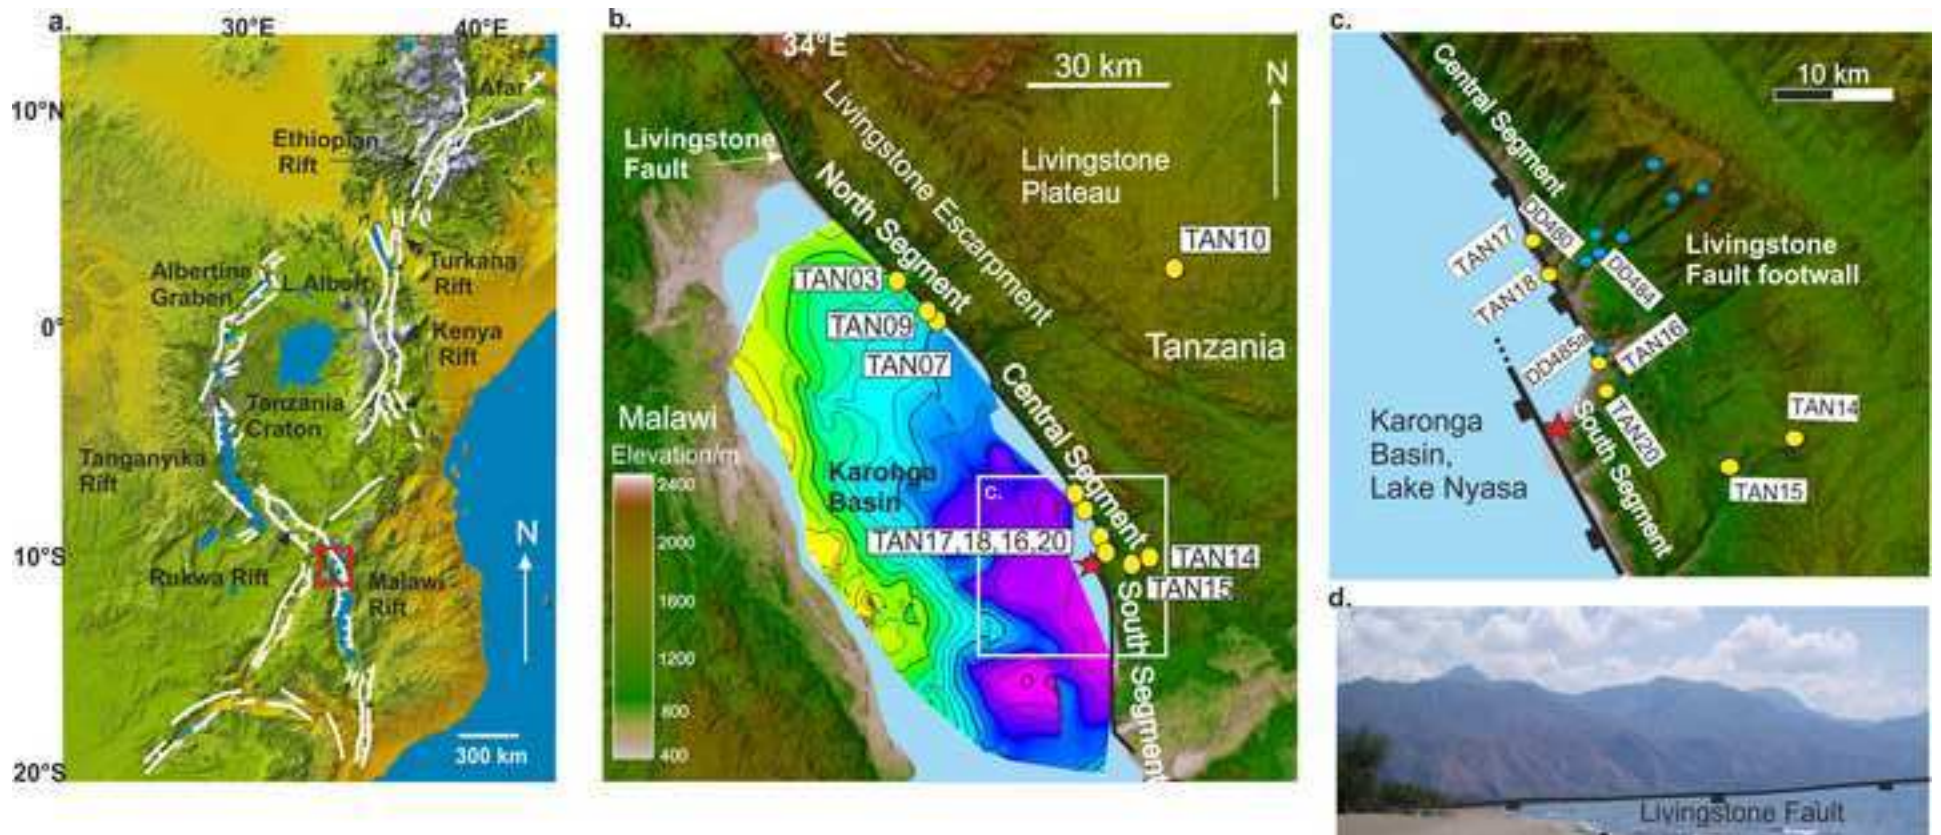 a.
30°E
40°E
10°N
0°
10°S
20°S
Afar
Ethiopian
Rift
Turkana
Rift
Albertine
Graben
L.Albert
Kenya
Rift
Tanzania
Craton
Tanganyika
Rift
Rukwa Rift
Malawi
Rift
N
300 km
b.
34°E
30 km
N
Livingstone
Fault
Livingstone Escarpment
Livingstone
Plateau
North Segment
TAN10
TAN03
TAN09
TAN07
Tanzania
Central Segment
Malawi
Elevation/m
2400
2000
1600
1200
800
400
Karonga
Basin
c.
TAN17,18,16,20
TAN14
TAN15
South Segment
c.
10 km
Central Segment
TAN17
DD480
TAN18
DD484
Livingstone
Fault footwall
DD485a
TAN16
TAN20
TAN14
TAN15
Karonga
Basin,
Lake Nyasa
South Segment
d.
Livingstone Fault